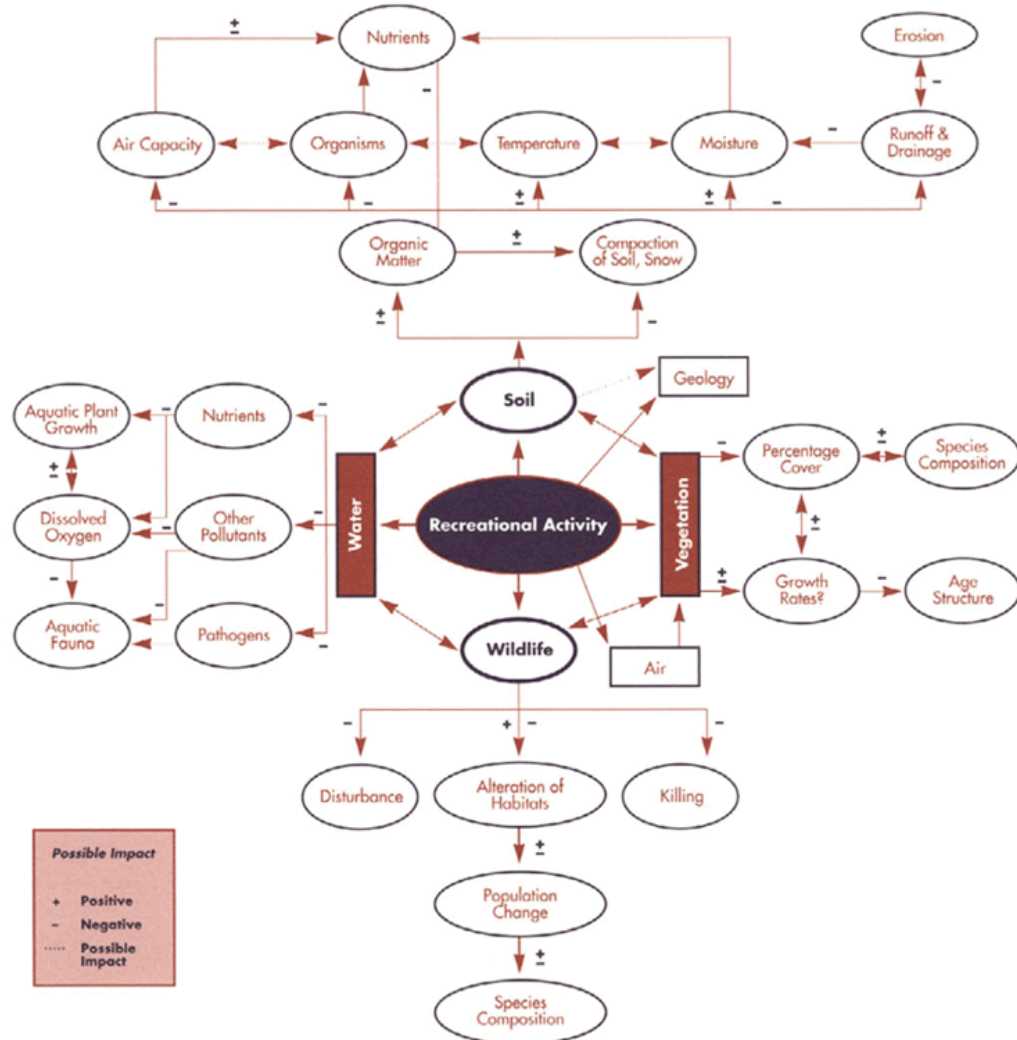 ±
Nutrients
Erosion
–
–
Air Capacity
Organisms
Temperature
Moisture
–
Runoff &
Drainage
–
–
±
±
–
Organic
Matter
±
Compaction
of Soil, Snow
±
–
Soil
Geology
Aquatic Plant
Growth
–
Nutrients
–
±
Dissolved
Oxygen
–
Other
Pollutants
–
–
Aquatic
Fauna
–
Pathogens
–
Water
Recreational Activity
Vegetation
–
Percentage
Cover
±
Species
Composition
±
±
Growth
Rates?
–
Age
Structure
Wildlife
Air
–
+ –
–
Disturbance
Alteration of
Habitats
Killing
±
Population
Change
±
Species
Composition
Possible Impact
+ Positive
– Negative
····· Possible
Impact